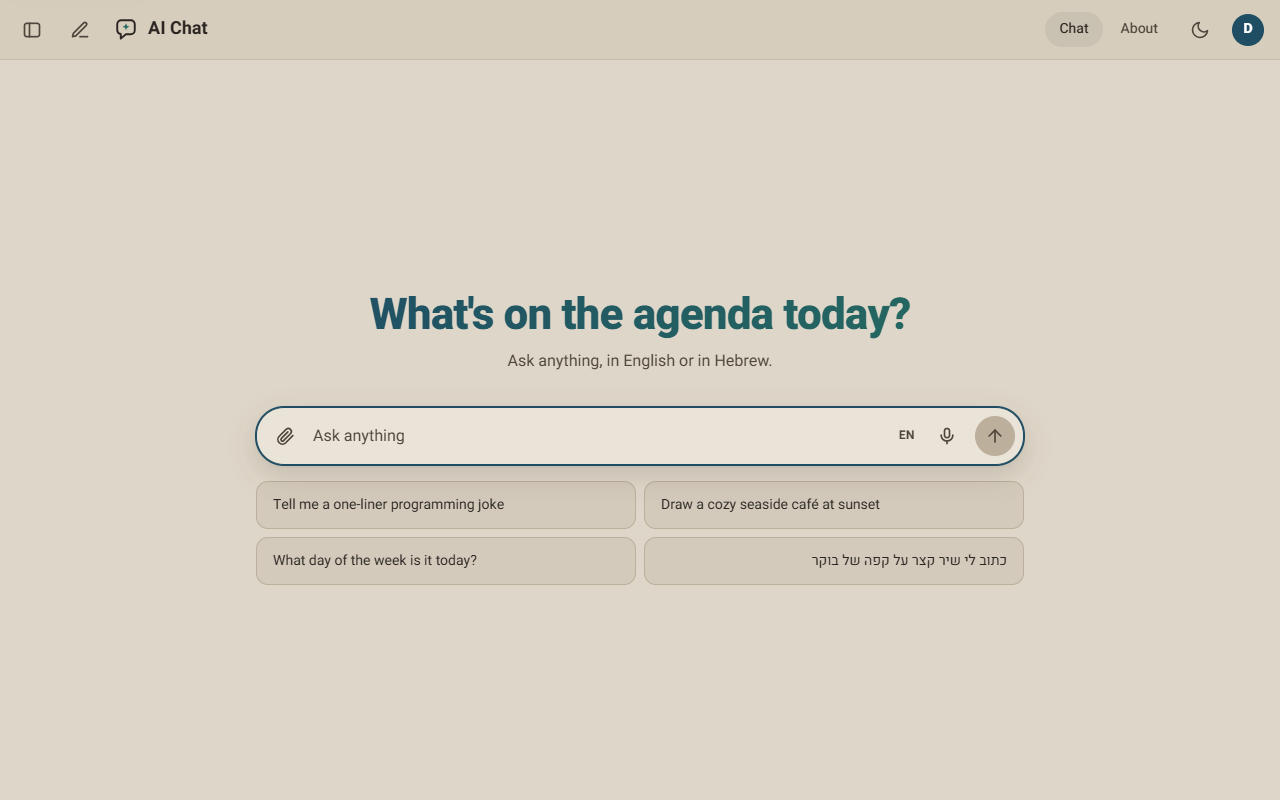 AI Chat
Chat
About
D
What's on the agenda today?
Ask anything, in English or in Hebrew.
Ask anything
EN
Tell me a one-liner programming joke
Draw a cozy seaside café at sunset
What day of the week is it today?
כתוב לי שיר קצר על קפה של בוקר